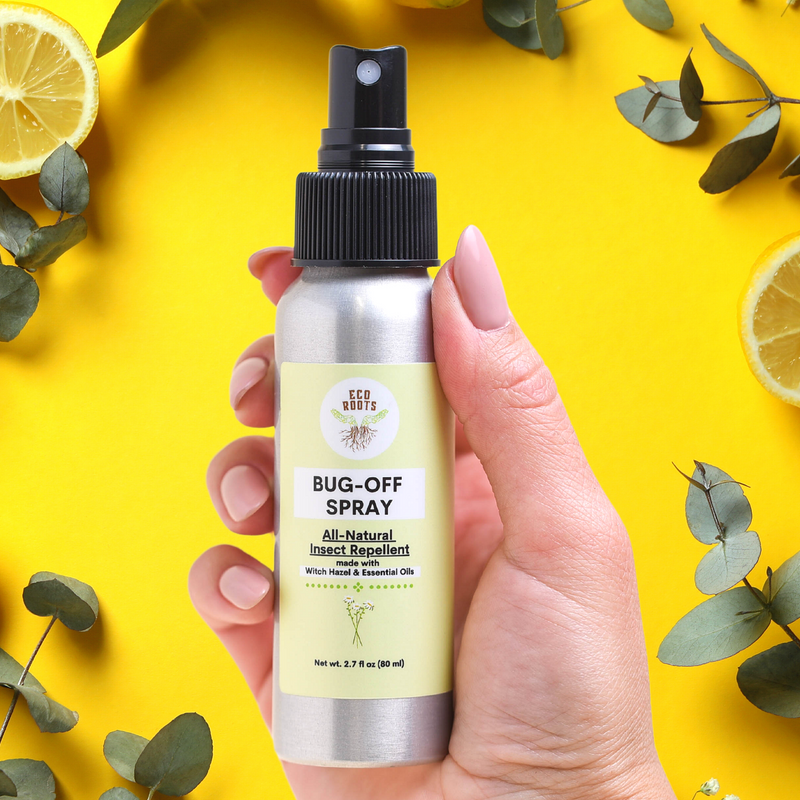 ECO
ROOTS
BUG-OFF
SPRAY
All-Natural
Insect Repellent
made with
Witch Hazel & Essential Oils
Net wt. 2.7 fl oz (80 ml)